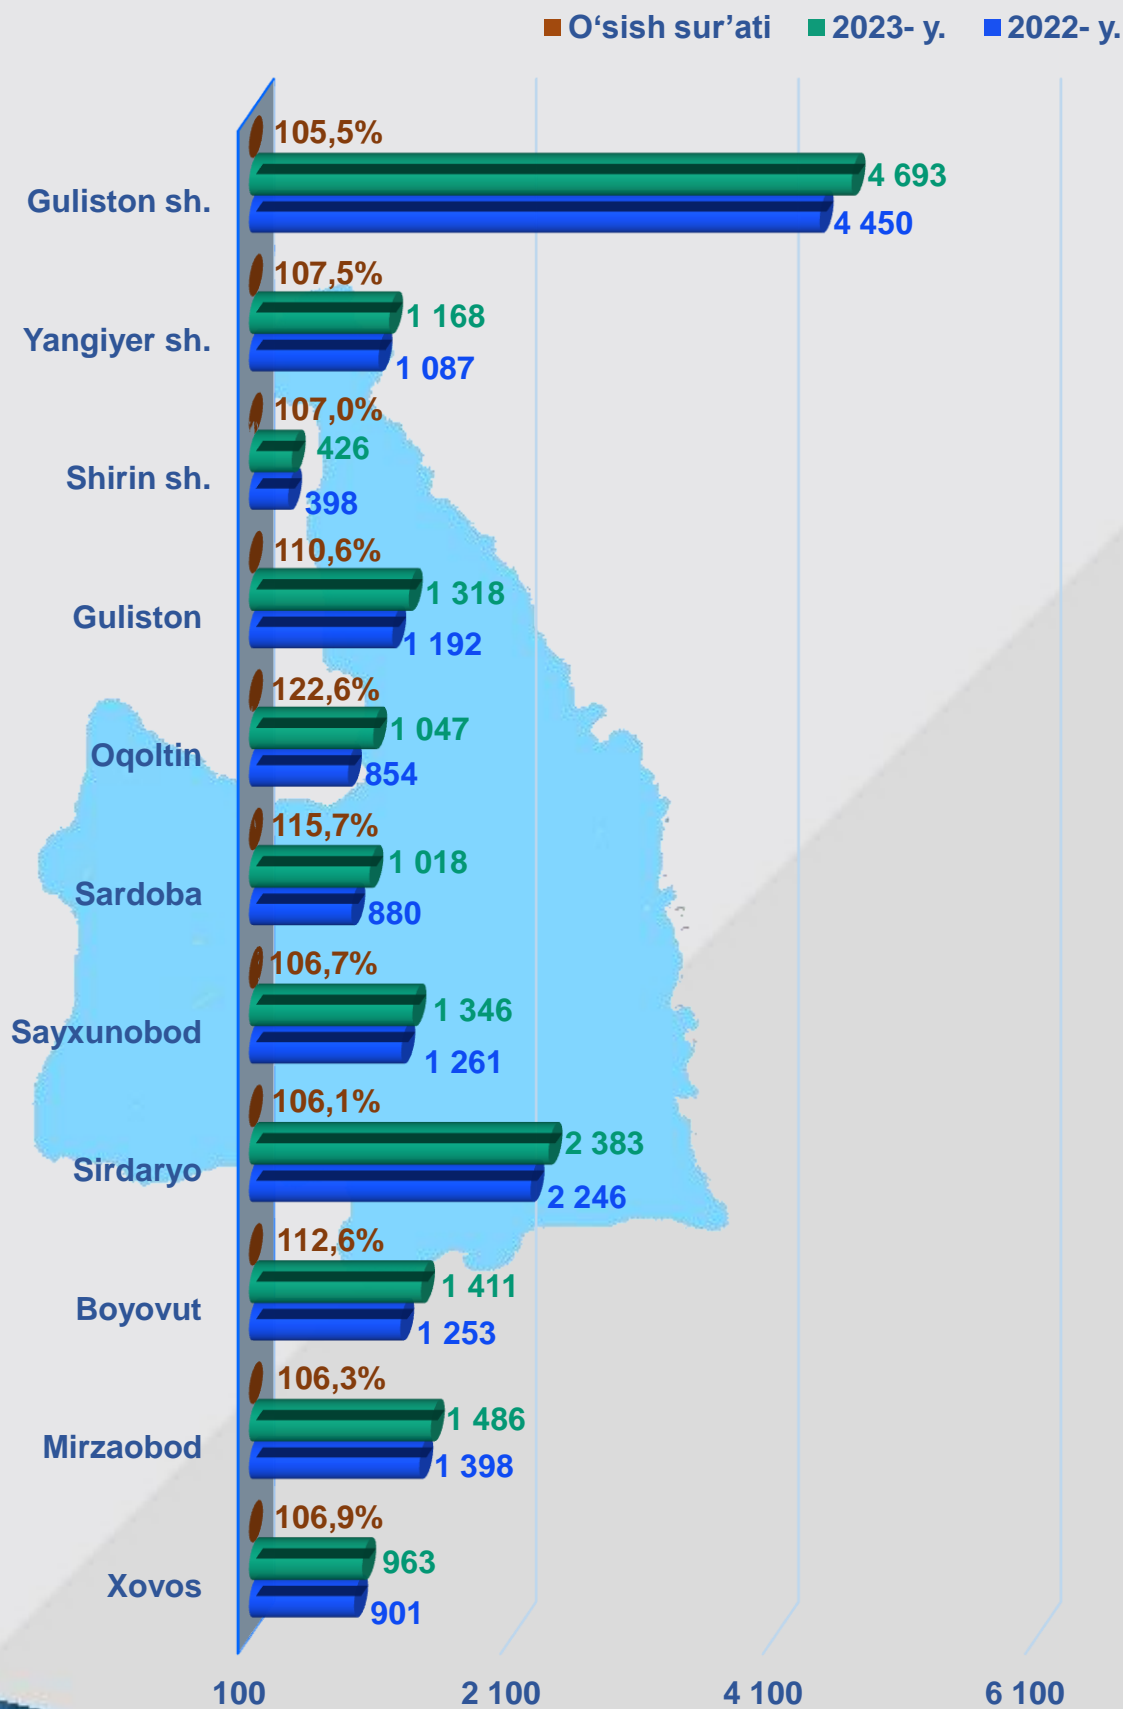 O‘sish sur’ati 2023- y. 2022- y.
105,5%
4 693
Guliston sh.
4 450
107,5%
1 168
Yangiyer sh.
1 087
107,0%
426
Shirin sh.
398
110,6%
1 318
Guliston
1 192
122,6%
1 047
Oqoltin
854
115,7%
1 018
Sardoba
880
106,7%
1 346
Sayxunobod
1 261
106,1%
2 383
Sirdaryo
2 246
112,6%
1 411
Boyovut
1 253
106,3%
1 486
Mirzaobod
1 398
106,9%
963
Xovos
901
100 2 100 4 100 6 100